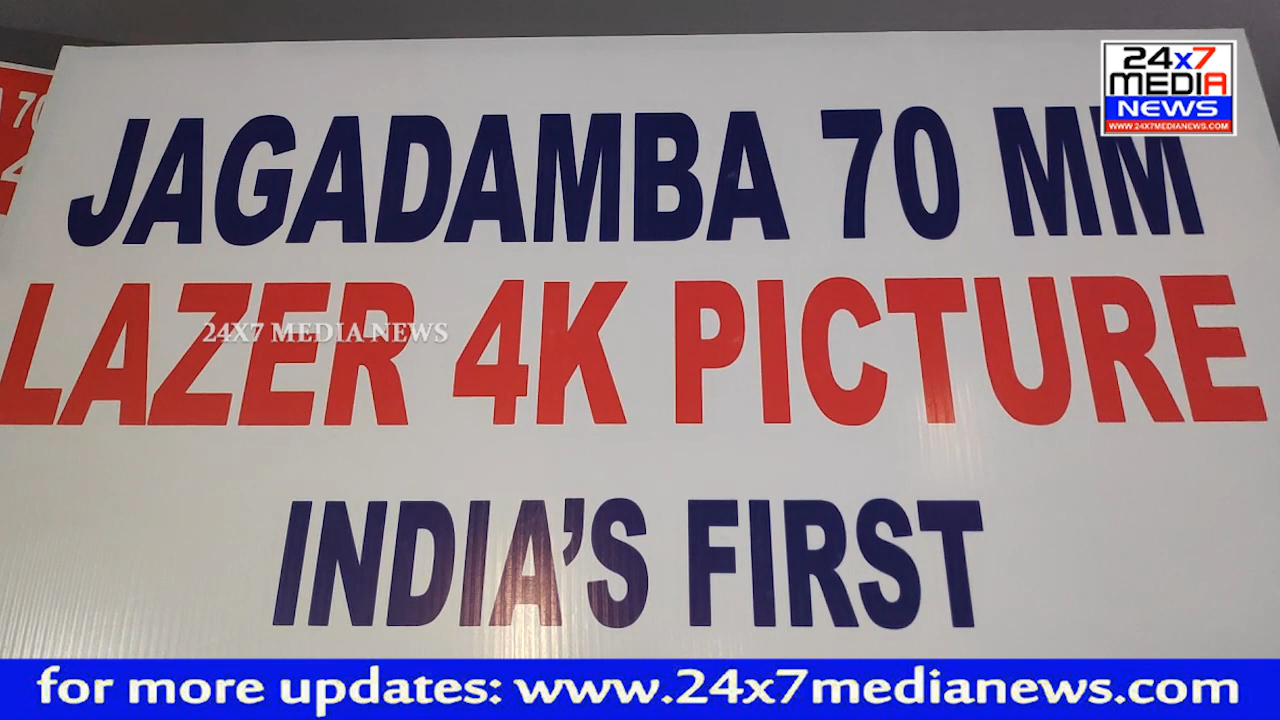 24x7
MEDIA
NEWS
WWW.24X7MEDIANEWS.COM
JAGADAMBA 70 MM
LAZER 4K PICTURE
24X7 MEDIA NEWS
INDIA'S FIRST
for more updates: www.24x7medianews.com